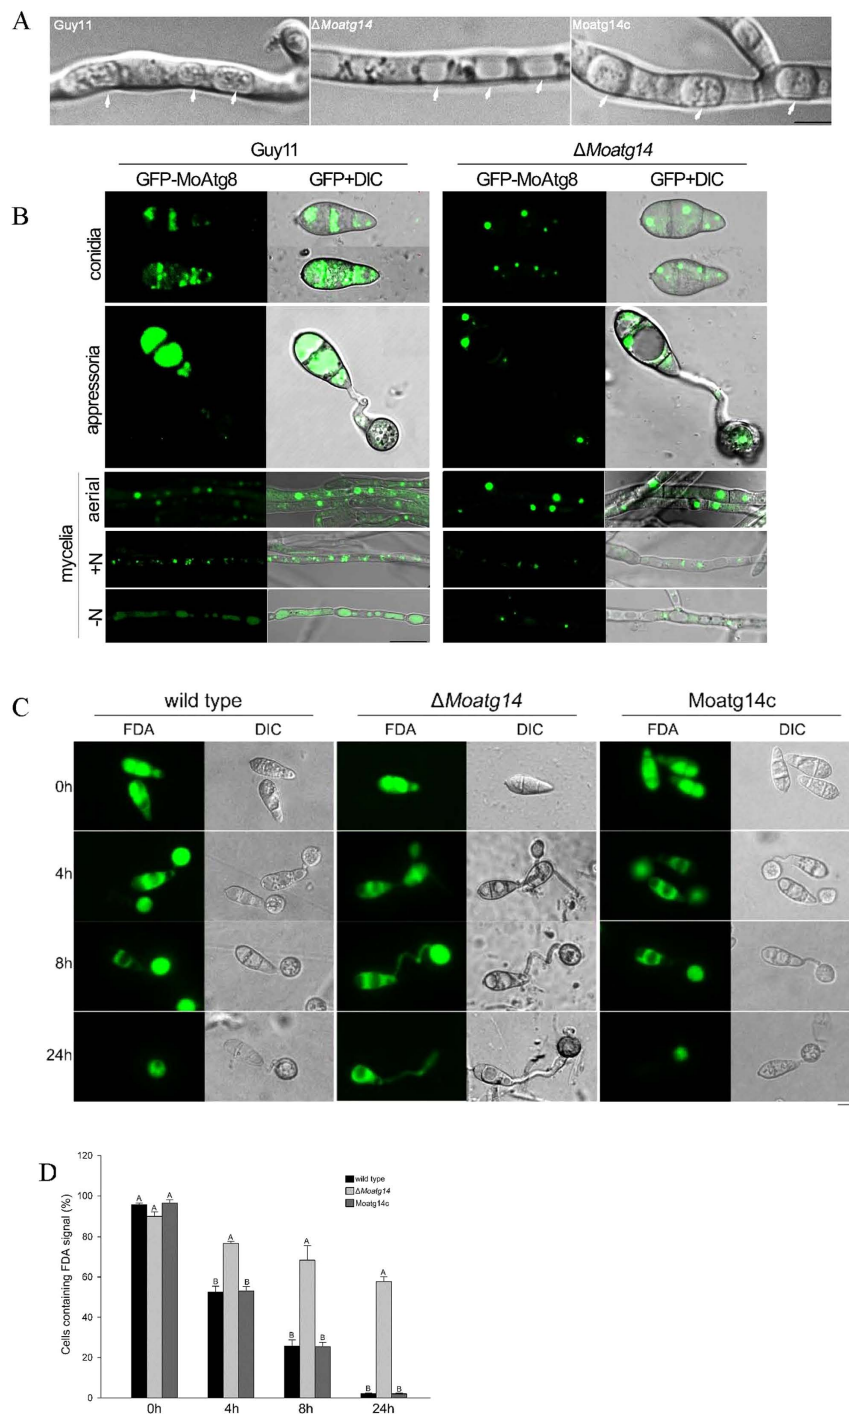 A
Guy11
ΔMoatg14
Moatg14c
Guy11
ΔMoatg14
GFP-MoAtg8
GFP+DIC
GFP-MoAtg8
GFP+DIC
B
conidia
appressoria
mycelia
aerial
+N
-N
C
wild type
ΔMoatg14
Moatg14c
FDA
DIC
FDA
DIC
FDA
DIC
0h
4h
8h
24h
D
Cells containing FDA signal (%)
120
100
80
60
40
20
0
wild type
ΔMoatg14
Moatg14c
A
A
A
B
A
B
B
A
B
B
A
B
0h
4h
8h
24h